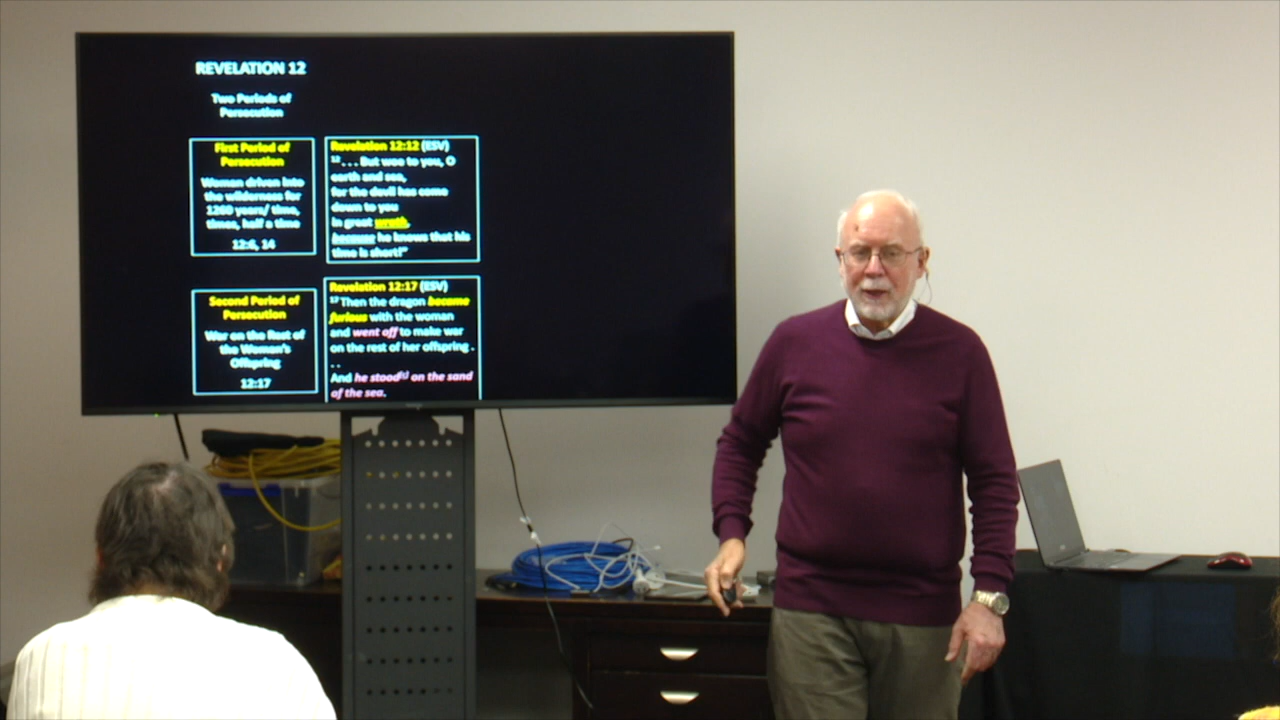 REVELATION 12
Two Periods of
Persecution
First Period of
Persecution
Woman driven into
the wilderness for
1260 years/ time,
times, half a time
12:6, 14
Revelation 12:12 (ESV)
12 . . . But woe to you, O
earth and sea,
for the devil has come
down to you
in great wrath,
because he knows that his
time is short!"
Second Period of
Persecution
War on the Rest of
the Woman's
Offspring
12:17
Revelation 12:17 (ESV)
17 Then the dragon became
furious with the woman
and went off to make war
on the rest of her offspring .
. .
And he stood[c] on the sand
of the sea.